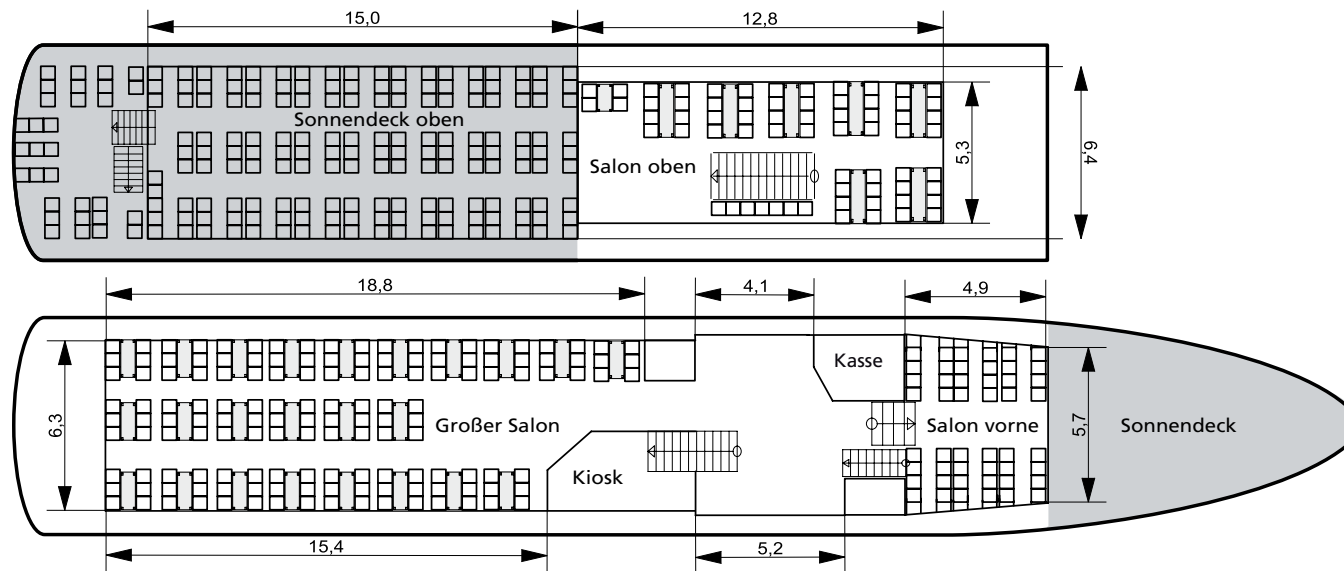 15,0
12,8
Sonnendeck oben
Salon oben
5,3
6,4
18,8
4,1
4,9
Kasse
6,3
Großer Salon
Salon vorne
5,7
Sonnendeck
Kiosk
15,4
5,2